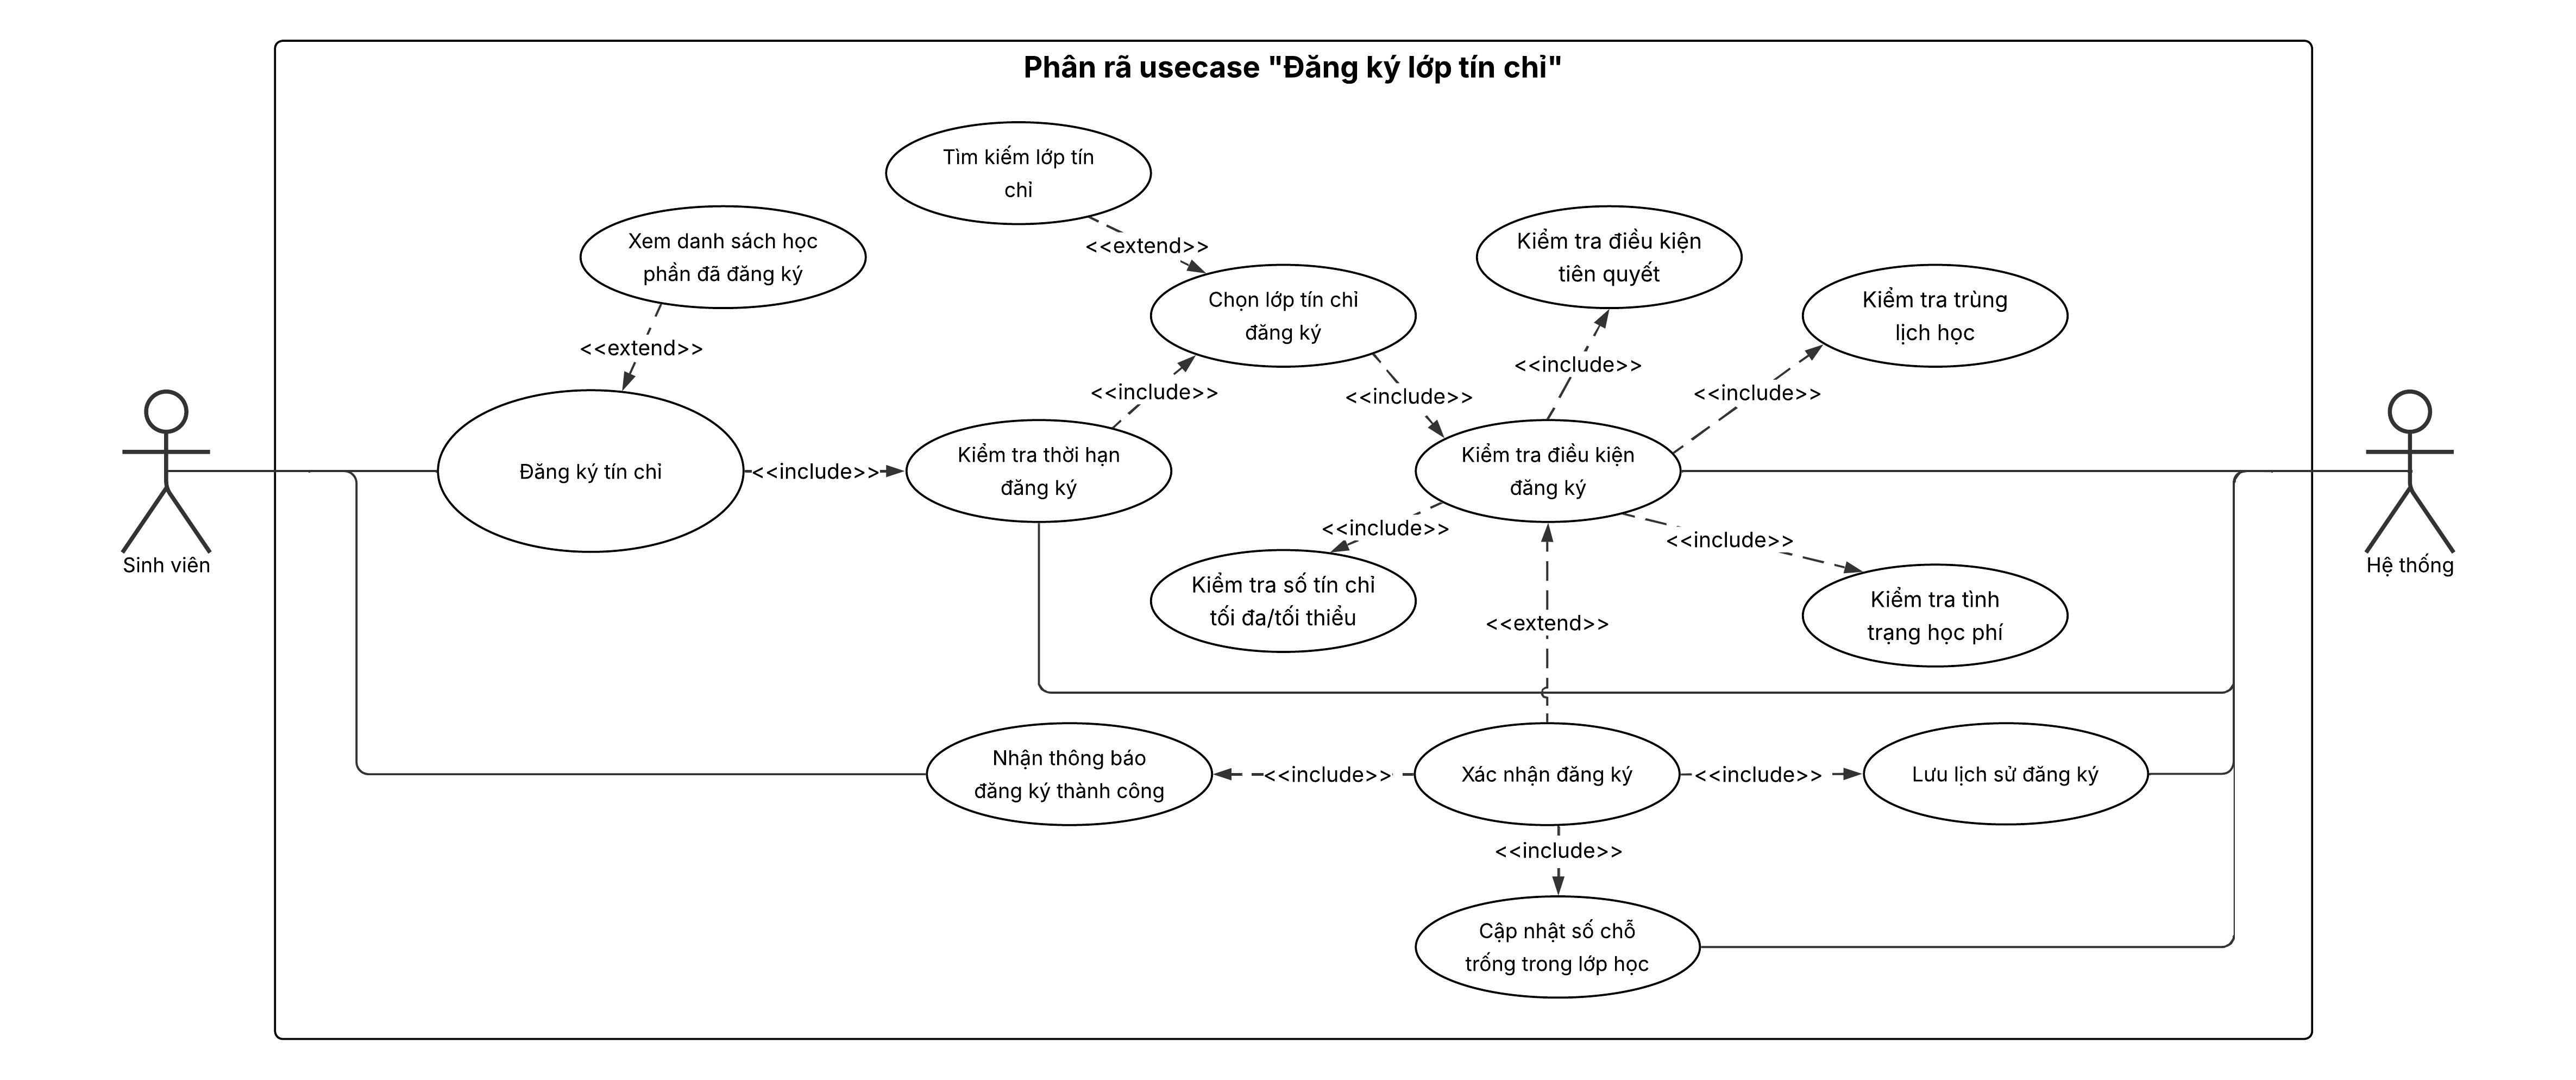 Phân rã usecase "Đăng ký lớp tín chỉ"
Tìm kiếm lớp tín
chỉ
<<extend>>
Xem danh sách học
phần đã đăng ký
<<extend>>
Kiểm tra điều kiện
tiên quyết
Chọn lớp tín chỉ
đăng ký
Kiểm tra trùng
lịch học
<<include>>
<<include>>
<<include>>
<<include>>
Sinh viên
Đăng ký tín chỉ
<<include>>
Kiểm tra thời hạn
đăng ký
Kiểm tra điều kiện
đăng ký
Hệ thống
<<include>>
<<include>>
Kiểm tra số tín chỉ
tối đa/tối thiểu
<<extend>>
Kiểm tra tình
trạng học phí
Nhận thông báo
đăng ký thành công
<<include>>
Xác nhận đăng ký
<<include>>
Lưu lịch sử đăng ký
<<include>>
Cập nhật số chỗ
trống trong lớp học